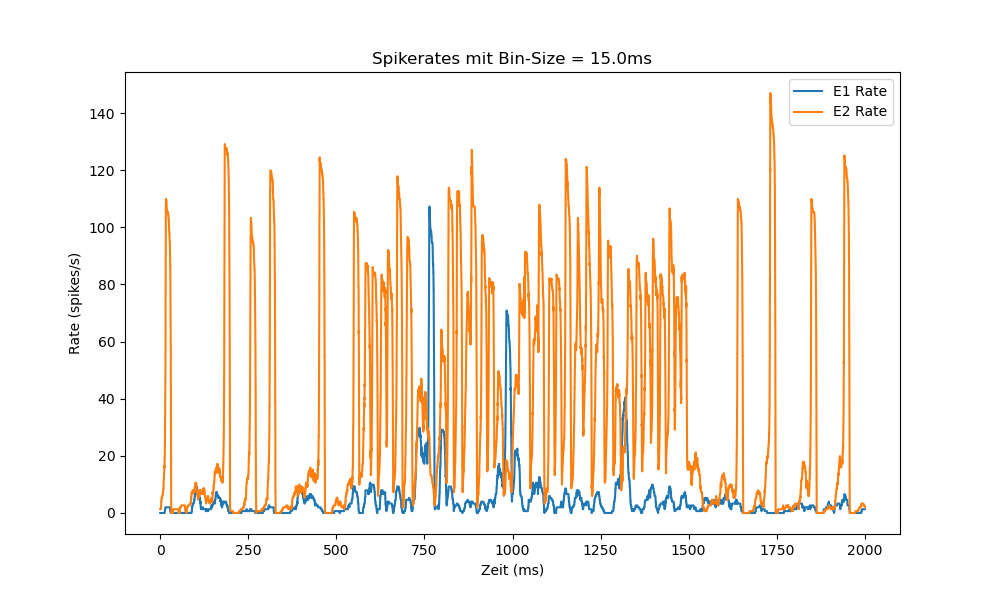 Spikerates mit Bin-Size = 15.0ms
E1 Rate
E2 Rate
Rate (spikes/s)
140
120
100
80
60
40
20
0
0 250 500 750 1000 1250 1500 1750 2000
Zeit (ms)